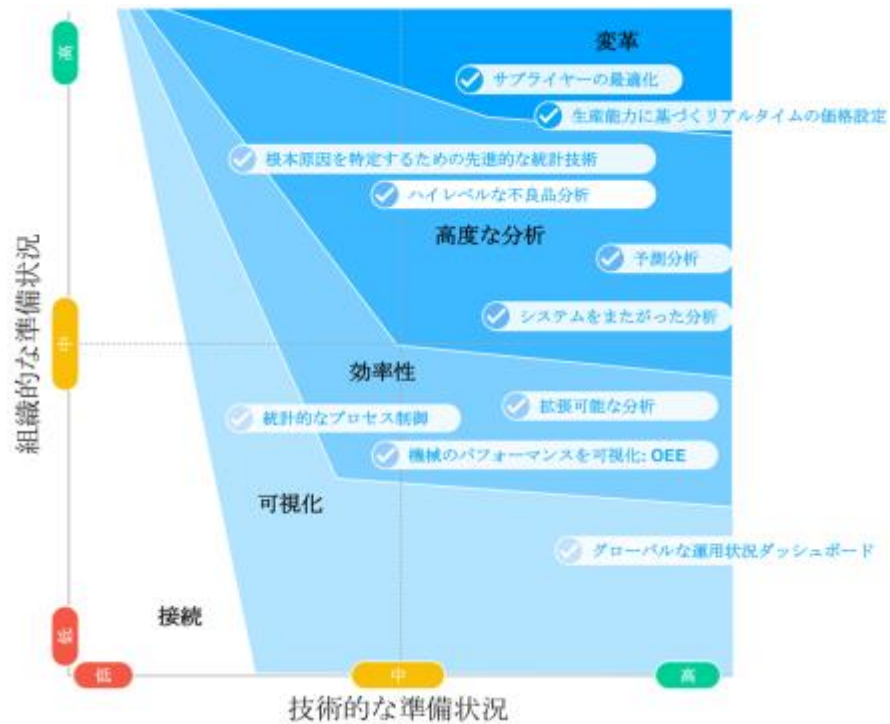 高
変革
サプライヤーの最適化
生産能力に基づくリアルタイムの価格設定
根本原因を特定するための先進的な統計技術
ハイレベルな不良品分析
高度な分析
予測分析
システムをまたがった分析
組織的な準備状況
中
効率性
拡張可能な分析
統計的なプロセス制御
機械のパフォーマンスを可視化: OEE
可視化
グローバルな運用状況ダッシュボード
接続
低
低
中
高
技術的な準備状況